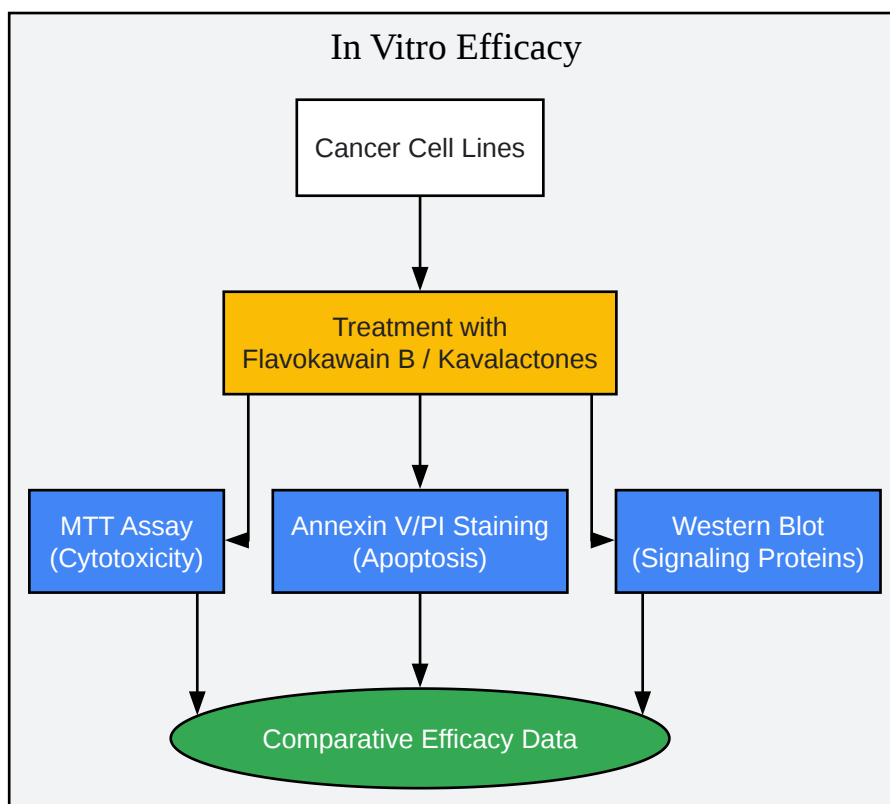 In Vitro Efficacy
Cancer Cell Lines
Treatment with
Flavokawain B / Kavalactones
MTT Assay
(Cytotoxicity)
Annexin V/PI Staining
(Apoptosis)
Western Blot
(Signaling Proteins)
Comparative Efficacy Data